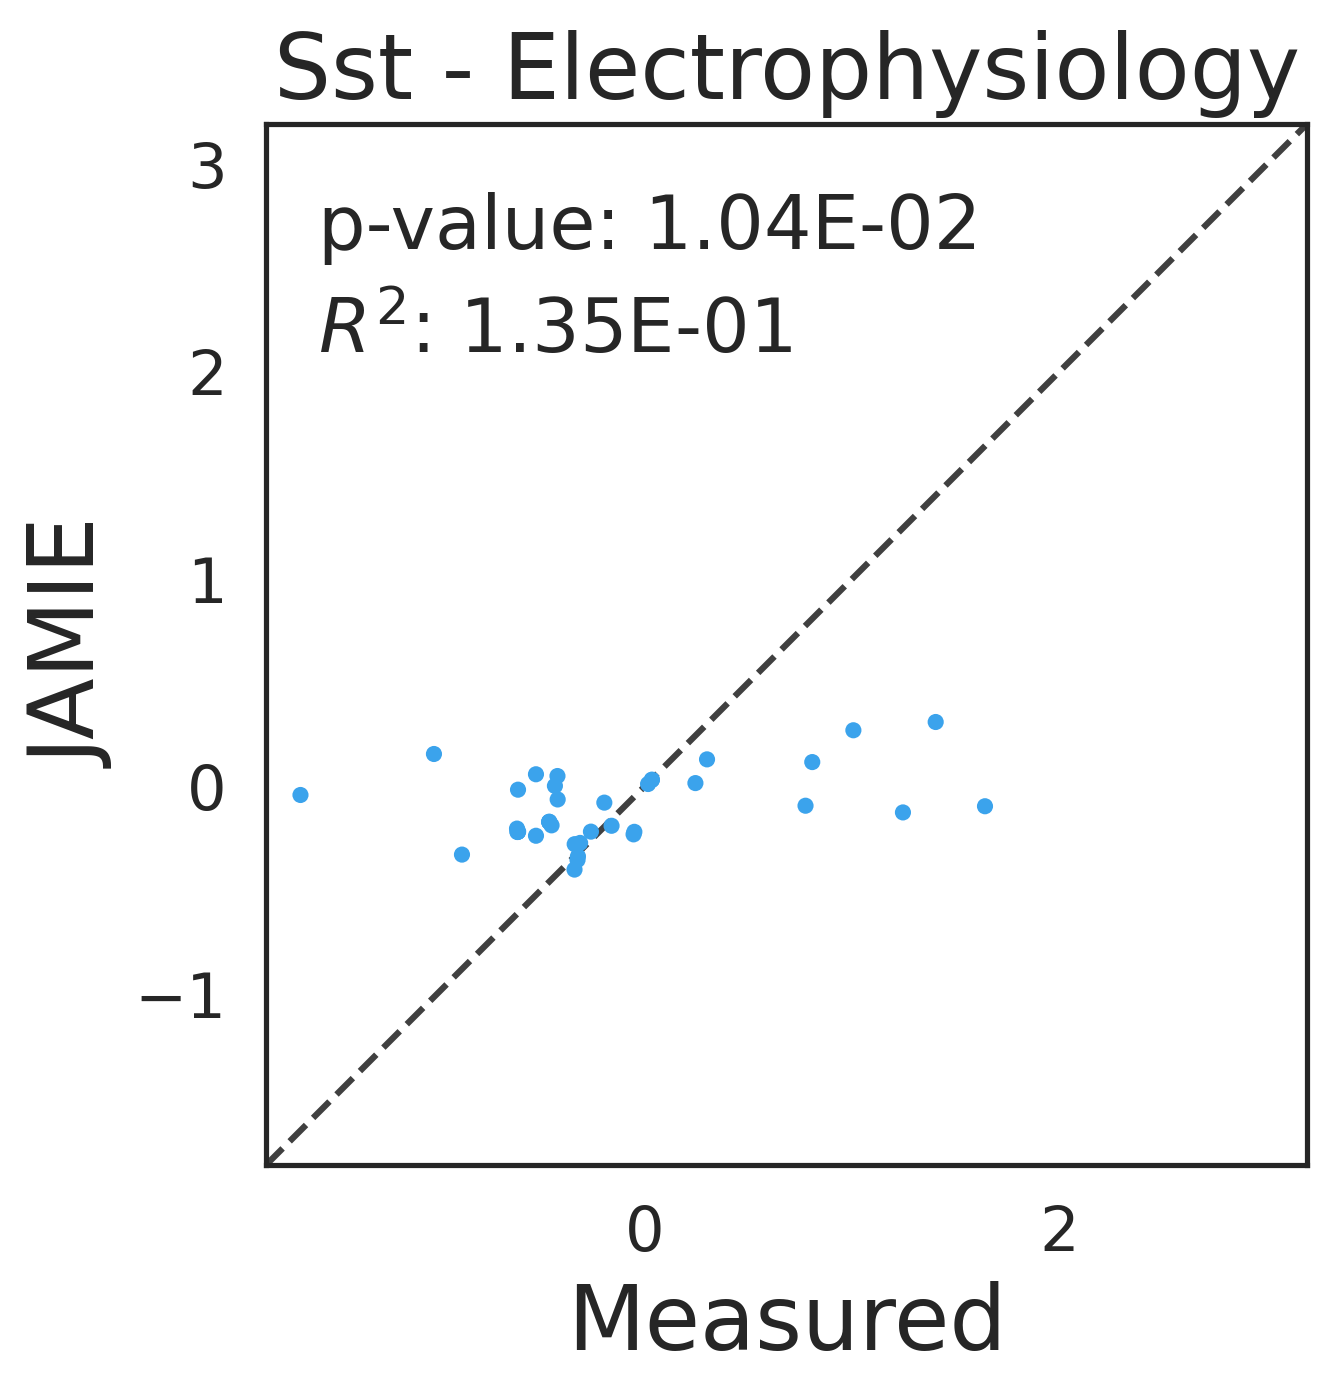 Sst - Electrophysiology
p-value: 1.04E-02
R²: 1.35E-01
3
2
1
0
−1
JAMIE
0 2
Measured